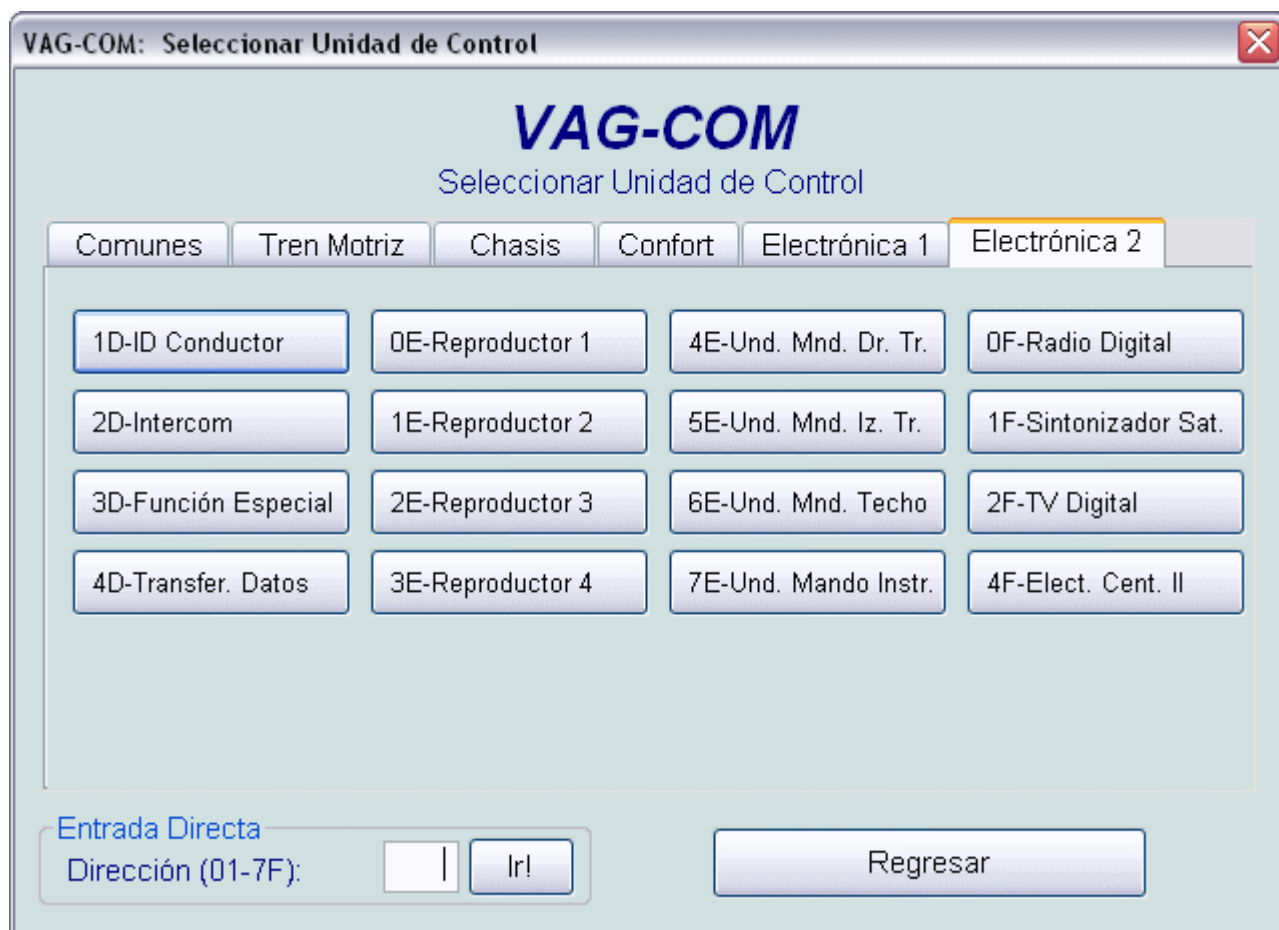 VAG-COM: Seleccionar Unidad de Control
VAG-COM
Seleccionar Unidad de Control
Comunes Tren Motriz Chasis Confort Electrónica 1 Electrónica 2
1D-ID Conductor 0E-Reproductor 1 4E-Und. Mnd. Dr. Tr. 0F-Radio Digital
2D-Intercom 1E-Reproductor 2 5E-Und. Mnd. Iz. Tr. 1F-Sintonizador Sat.
3D-Función Especial 2E-Reproductor 3 6E-Und. Mnd. Techo 2F-TV Digital
4D-Transfer. Datos 3E-Reproductor 4 7E-Und. Mando Instr. 4F-Elect. Cent. II
Entrada Directa
Dirección (01-7F): Ir! Regresar